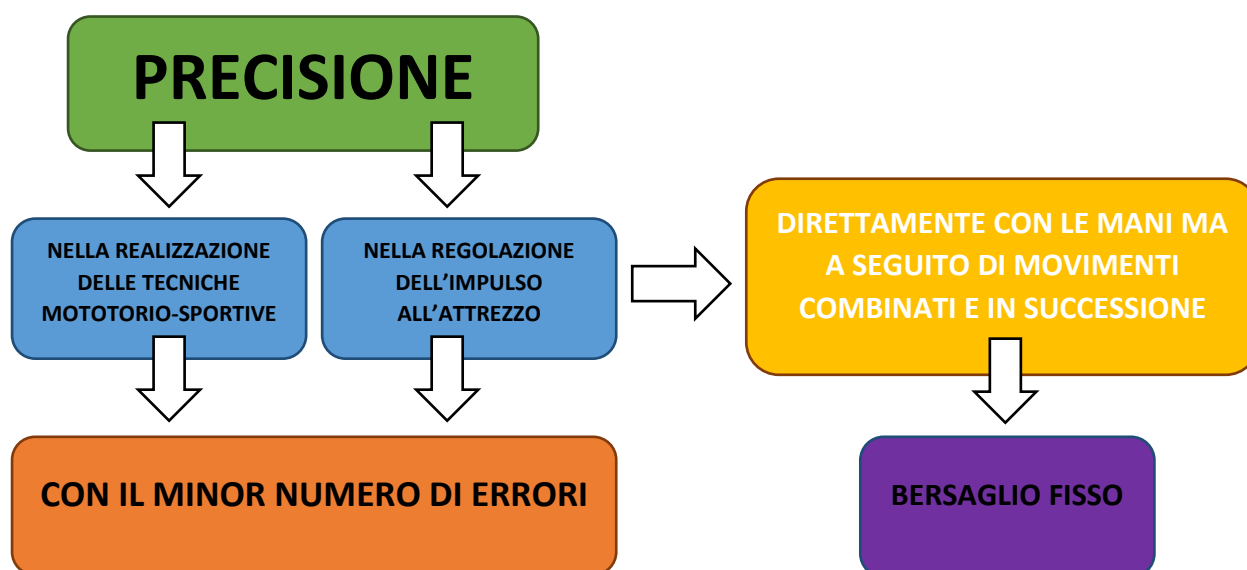 PRECISIONE
NELLA REALIZZAZIONE
DELLE TECNICHE
MOTOTORIO-SPORTIVE
NELLA REGOLAZIONE
DELL’IMPULSO
ALL’ATTREZZO
DIRETTAMENTE CON LE MANI MA
A SEGUITO DI MOVIMENTI
COMBINATI E IN SUCCESSIONE
CON IL MINOR NUMERO DI ERRORI
BERSAGLIO FISSO